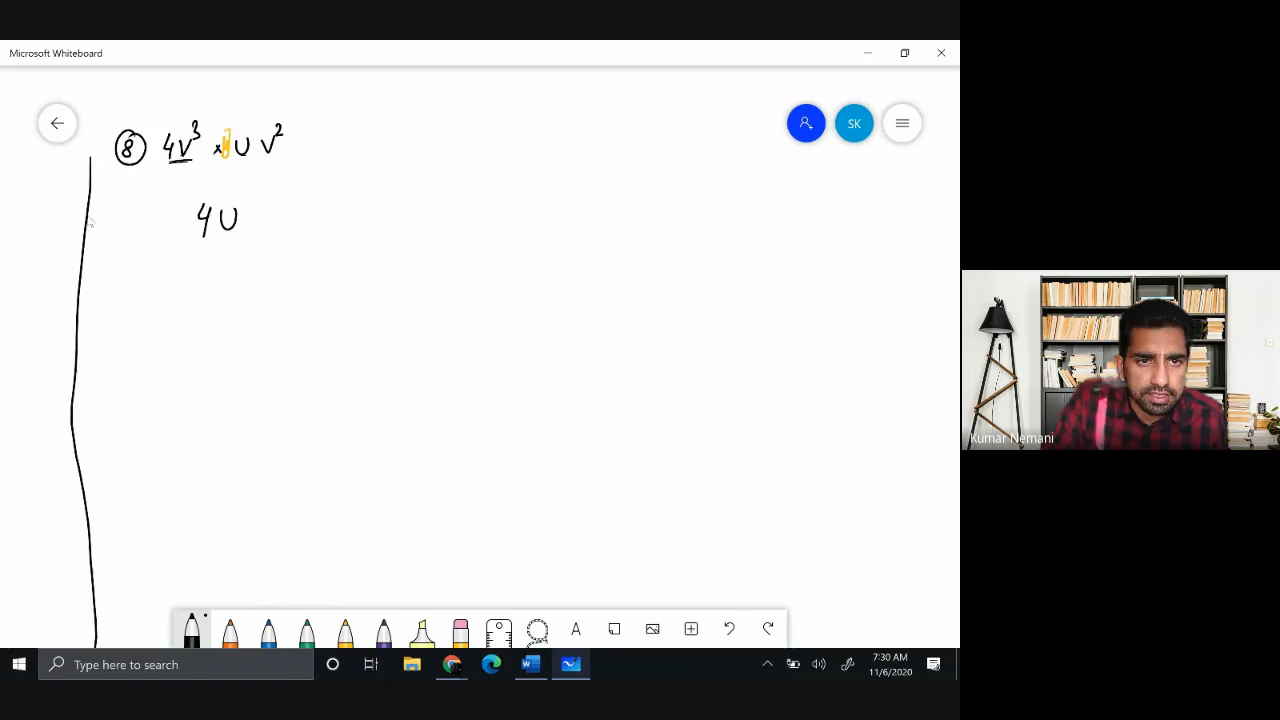 Microsoft Whiteboard
SK
8 4V³ × 1 U V²
4U
Kumar Nemani
A
Type here to search
7:30 AM
11/6/2020